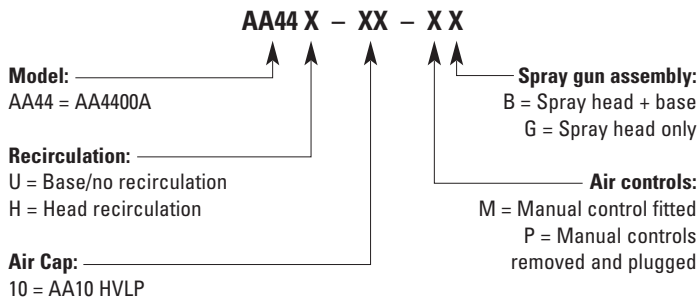 AA44 X – XX – X X
Model:
AA44 = AA4400A
Recirculation:
U = Base/no recirculation
H = Head recirculation
Air Cap:
10 = AA10 HVLP
Spray gun assembly:
B = Spray head + base
G = Spray head only
Air controls:
M = Manual control fitted
P = Manual controls
removed and plugged